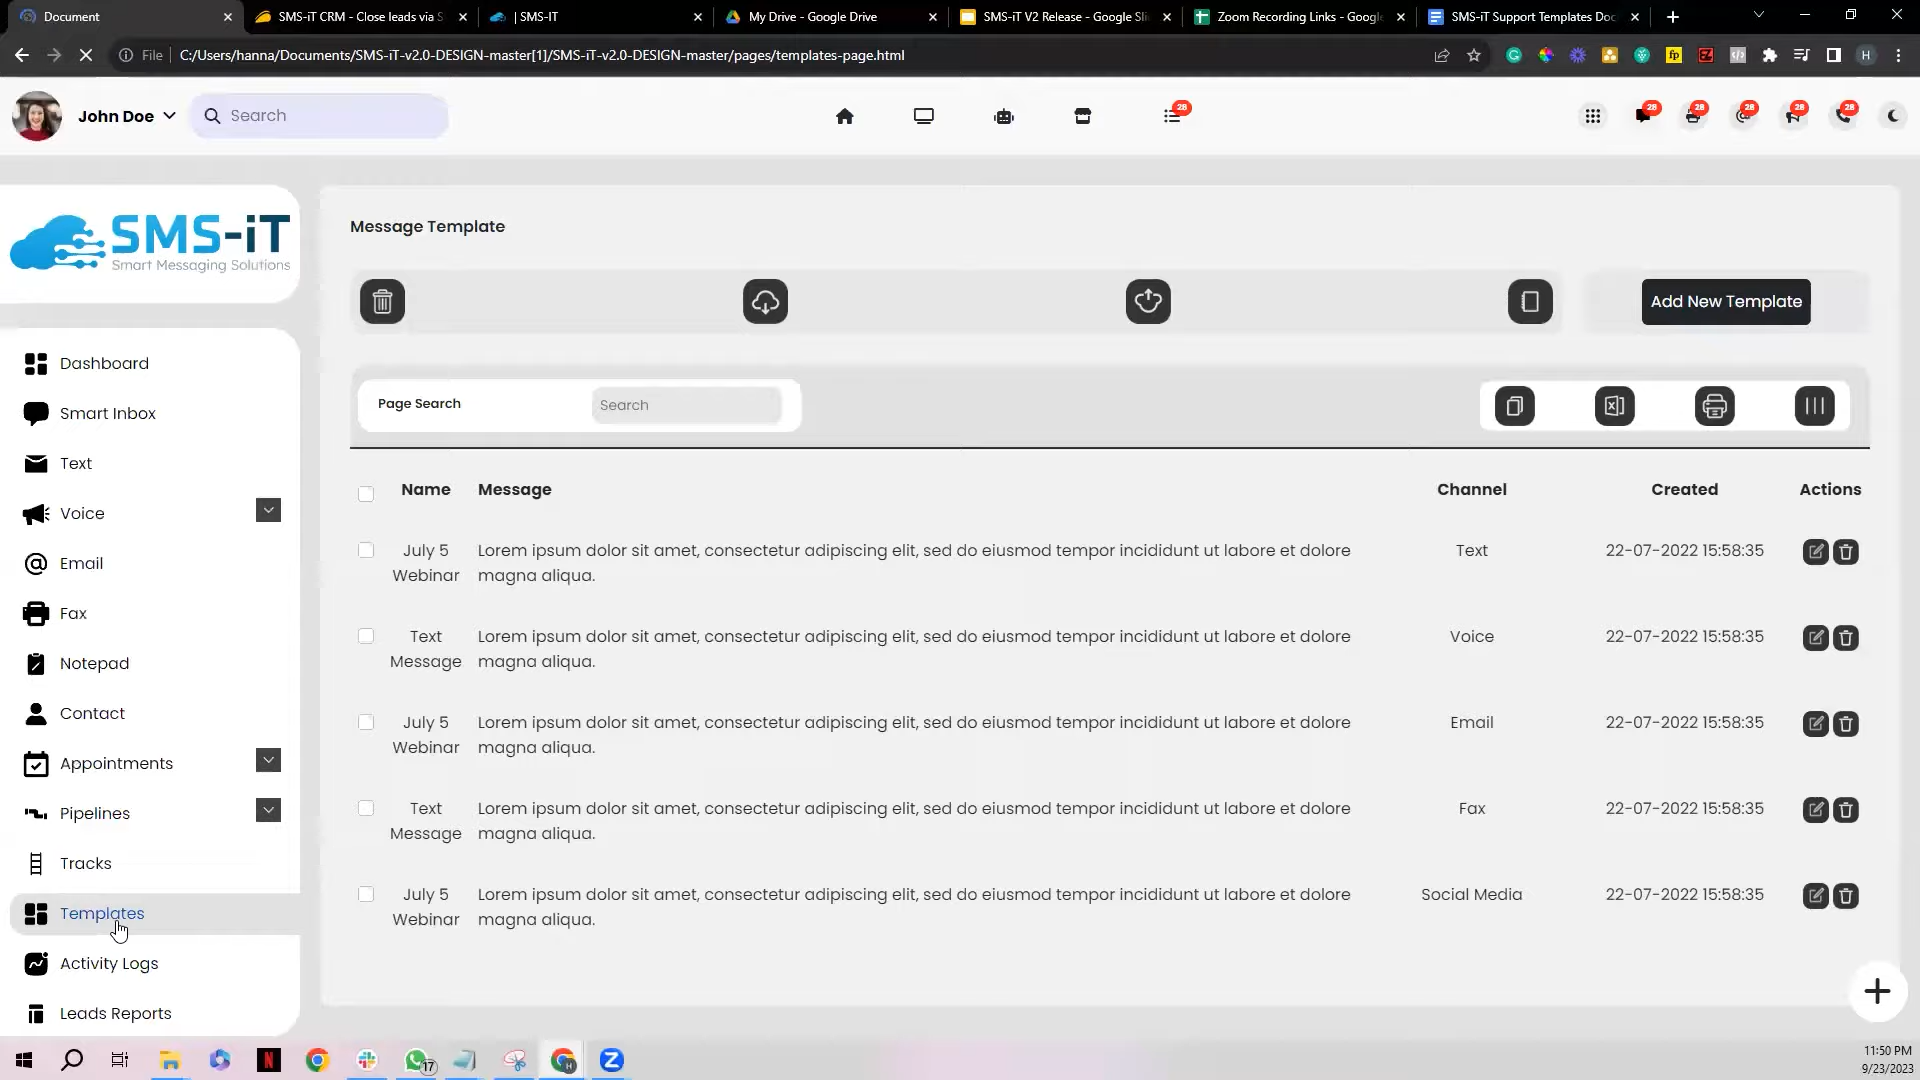 Document
SMS-iT CRM - Close leads via S
| SMS-IT
My Drive - Google Drive
SMS-iT V2 Release - Google Sli
Zoom Recording Links - Google
SMS-iT Support Templates Doc
File
C:/Users/hanna/Documents/SMS-iT-v2.0-DESIGN-master[1]/SMS-iT-v2.0-DESIGN-master/pages/templates-page.html
fp
H
John Doe
Search
28
28
28
28
28
28
SMS-iT
Smart Messaging Solutions
Dashboard
Smart Inbox
Text
Voice
Email
Fax
Notepad
Contact
Appointments
Pipelines
Tracks
Templates
Activity Logs
Leads Reports
Message Template
Add New Template
Page Search
Search
Name Message Channel Created Actions
July 5 Lorem ipsum dolor sit amet, consectetur adipiscing elit, sed do eiusmod tempor incididunt ut labore et dolore Text 22-07-2022 15:58:35
Webinar magna aliqua.
Text Lorem ipsum dolor sit amet, consectetur adipiscing elit, sed do eiusmod tempor incididunt ut labore et dolore Voice 22-07-2022 15:58:35
Message magna aliqua.
July 5 Lorem ipsum dolor sit amet, consectetur adipiscing elit, sed do eiusmod tempor incididunt ut labore et dolore Email 22-07-2022 15:58:35
Webinar magna aliqua.
Text Lorem ipsum dolor sit amet, consectetur adipiscing elit, sed do eiusmod tempor incididunt ut labore et dolore Fax 22-07-2022 15:58:35
Message magna aliqua.
July 5 Lorem ipsum dolor sit amet, consectetur adipiscing elit, sed do eiusmod tempor incididunt ut labore et dolore Social Media 22-07-2022 15:58:35
Webinar magna aliqua.
17
11:50 PM
9/23/2023